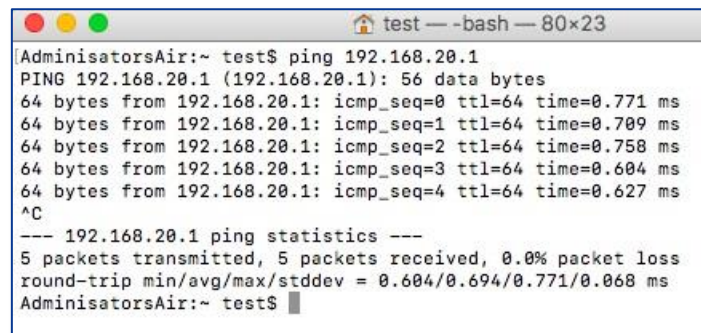 test — -bash — 80×23
[AdminisatorsAir:~ test$ ping 192.168.20.1
PING 192.168.20.1 (192.168.20.1): 56 data bytes
64 bytes from 192.168.20.1: icmp_seq=0 ttl=64 time=0.771 ms
64 bytes from 192.168.20.1: icmp_seq=1 ttl=64 time=0.709 ms
64 bytes from 192.168.20.1: icmp_seq=2 ttl=64 time=0.758 ms
64 bytes from 192.168.20.1: icmp_seq=3 ttl=64 time=0.604 ms
64 bytes from 192.168.20.1: icmp_seq=4 ttl=64 time=0.627 ms
^C
--- 192.168.20.1 ping statistics ---
5 packets transmitted, 5 packets received, 0.0% packet loss
round-trip min/avg/max/stddev = 0.604/0.694/0.771/0.068 ms
AdminisatorsAir:~ test$